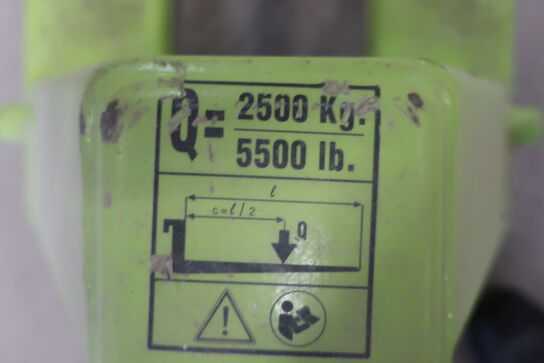 Q= 2500 Kg.
5500 lb.
l
c=l/2
q